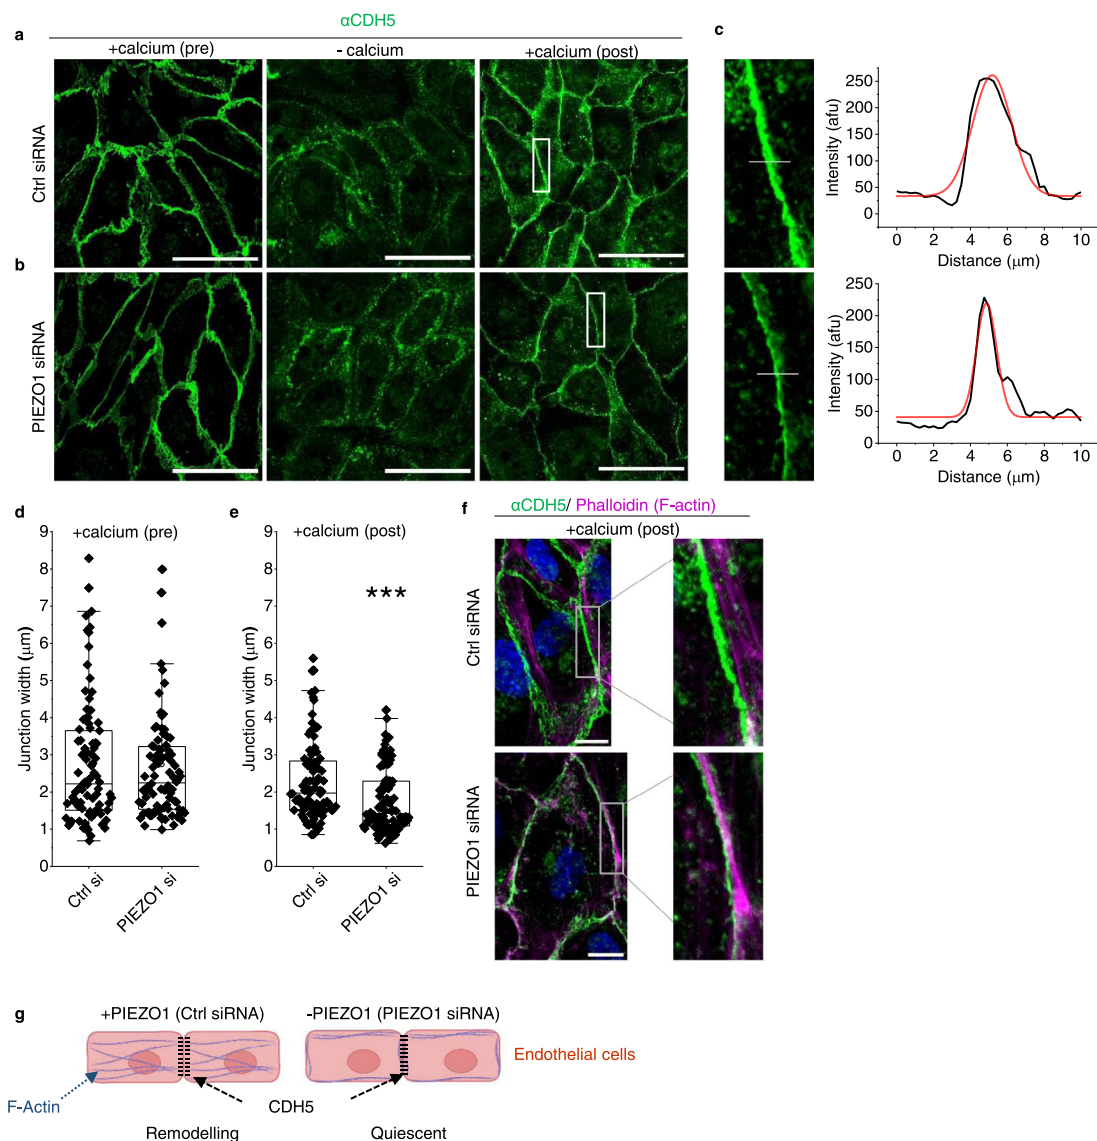 αCDH5
a
+calcium (pre)
- calcium
+calcium (post)
c
Ctrl siRNA
b
PIEZO1 siRNA
Intensity (afu)
250
200
150
100
50
0
0 2 4 6 8 10
Distance (μm)
Intensity (afu)
250
200
150
100
50
0
0 2 4 6 8 10
Distance (μm)
d
+calcium (pre)
Junction width (μm)
9
8
7
6
5
4
3
2
1
0
Ctrl si
PIEZO1 si
e
+calcium (post)
***
Junction width (μm)
9
8
7
6
5
4
3
2
1
0
Ctrl si
PIEZO1 si
f
αCDH5/ Phalloidin (F-actin)
+calcium (post)
Ctrl siRNA
PIEZO1 siRNA
g
+PIEZO1 (Ctrl siRNA)
-PIEZO1 (PIEZO1 siRNA)
Endothelial cells
F-Actin
CDH5
Remodelling
Quiescent